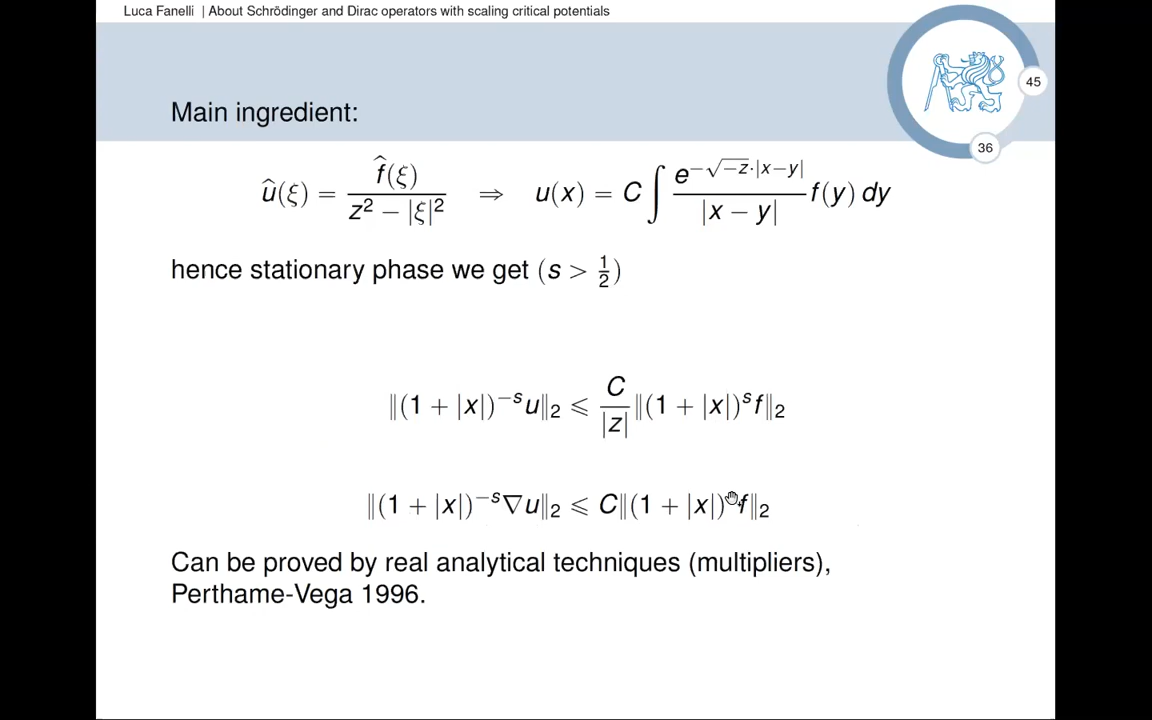 Luca Fanelli | About Schrödinger and Dirac operators with scaling critical potentials
45
36
Main ingredient:
û(ξ) = f̂(ξ) / (z² − |ξ|²) ⇒ u(x) = C ∫ e^{−√−z·|x−y|} / |x − y| f(y) dy
hence stationary phase we get (s > 1/2)
‖(1 + |x|)⁻ˢu‖₂ ⩽ C/|z| ‖(1 + |x|)ˢf‖₂
‖(1 + |x|)⁻ˢ∇u‖₂ ⩽ C‖(1 + |x|) f‖₂
Can be proved by real analytical techniques (multipliers),
Perthame-Vega 1996.